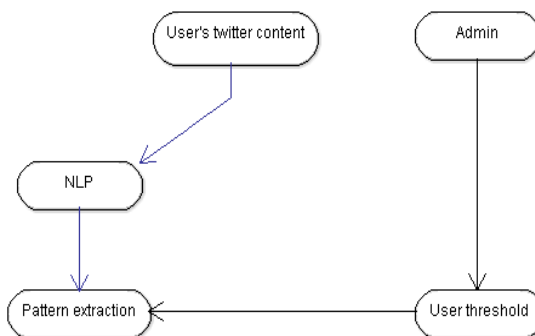 User's twitter content
Admin
NLP
Pattern extraction
User threshold